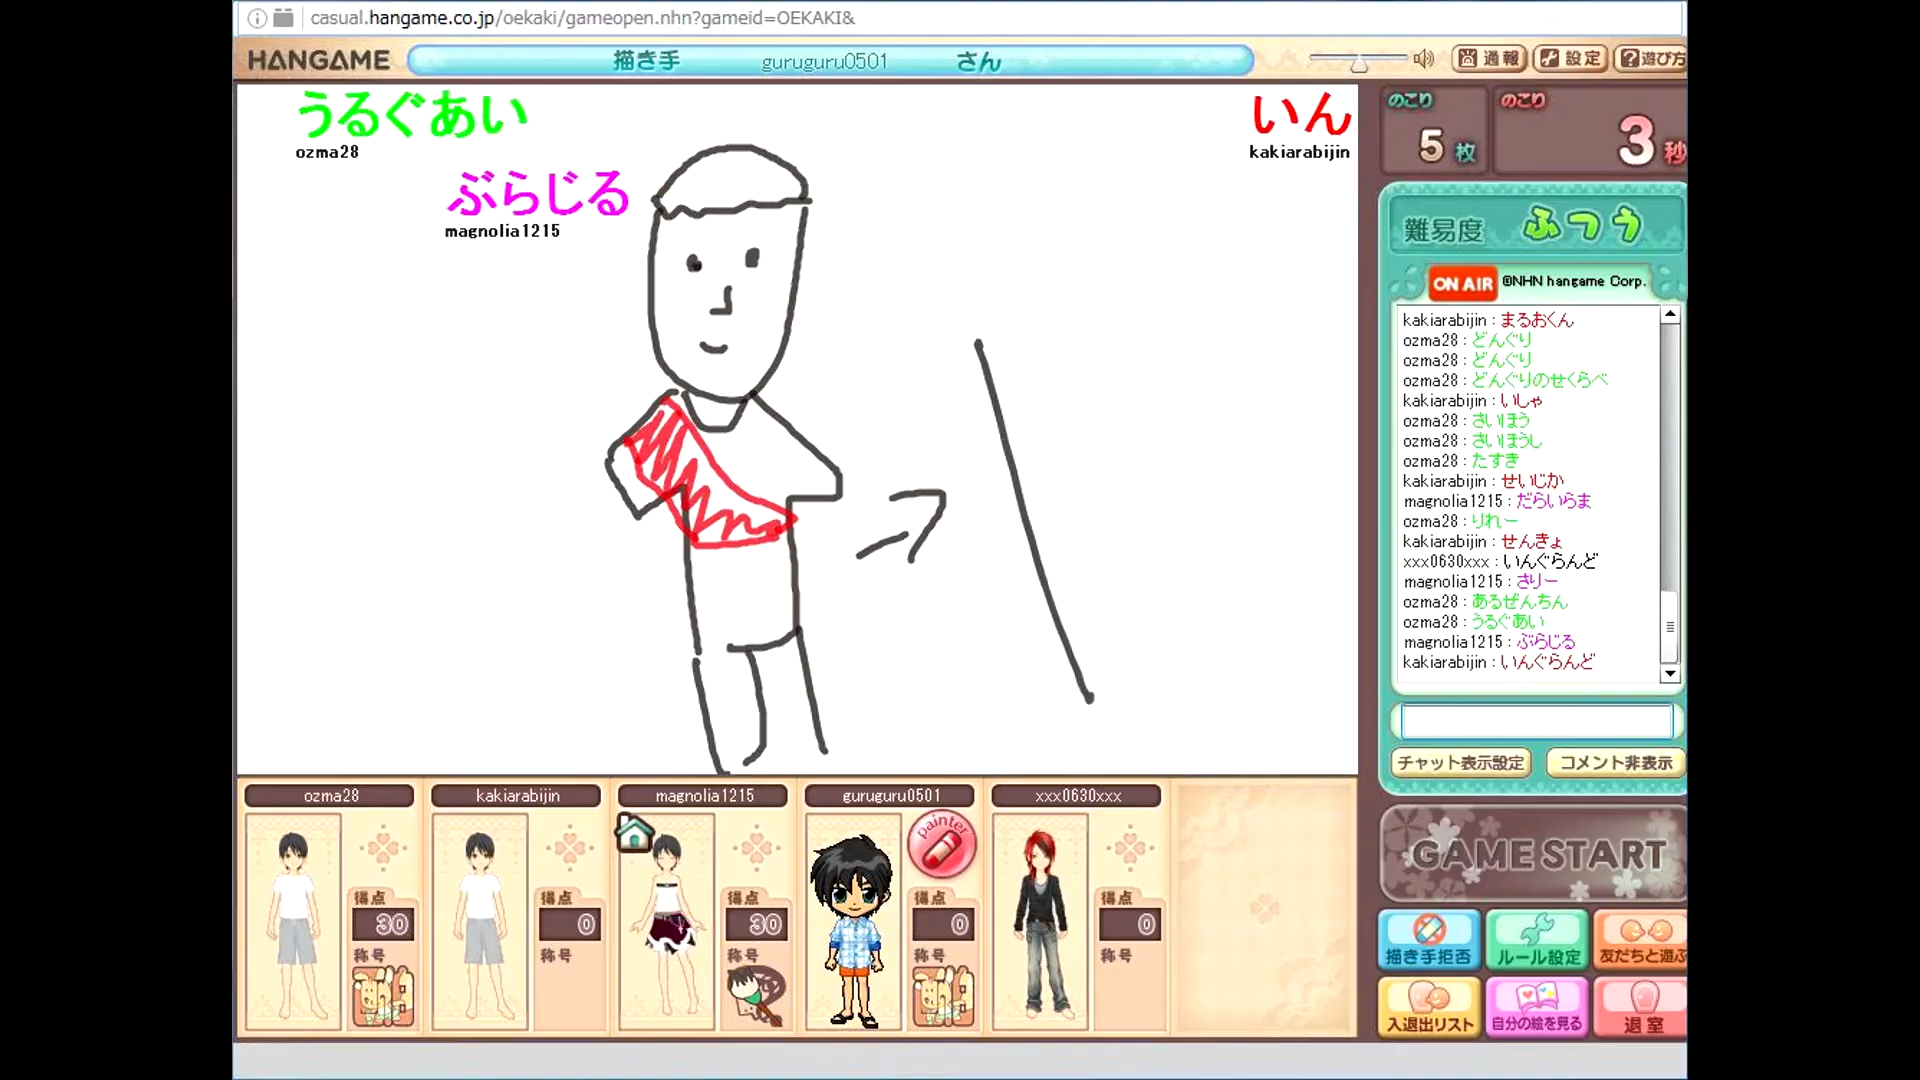 casual.hangame.co.jp/oekaki/gameopen.nhn?gameid=OEKAKI&
HANGAME
描き手 guruguru0501 さん
通報
設定
遊び方
うるぐあい
ozma28
ぶらじる
magnolia1215
いん
kakiarabijin
のこり
5枚
のこり
3秒
難易度 ふつう
ON AIR @NHN hangame Corp.
kakiarabijin : まるおくん
ozma28 : どんぐり
ozma28 : どんぐり
ozma28 : どんぐりのせくらべ
kakiarabijin : いしゃ
ozma28 : さいほう
ozma28 : さいほうし
ozma28 : たすき
kakiarabijin : せいじか
magnolia1215 : だらいらま
ozma28 : りれー
kakiarabijin : せんきょ
xxx0630xxx : いんぐらんど
magnolia1215 : さりー
ozma28 : あるぜんちん
ozma28 : うるぐあい
magnolia1215 : ぶらじる
kakiarabijin : いんぐらんど
チャット表示設定
コメント非表示
GAME START
描き手拒否
ルール設定
友だちと遊ぶ
入退出リスト
自分の絵を見る
退室
ozma28
得点
30
称号
kakiarabijin
得点
0
称号
magnolia1215
得点
30
称号
guruguru0501
painter
得点
0
称号
xxx0630xxx
得点
0
称号